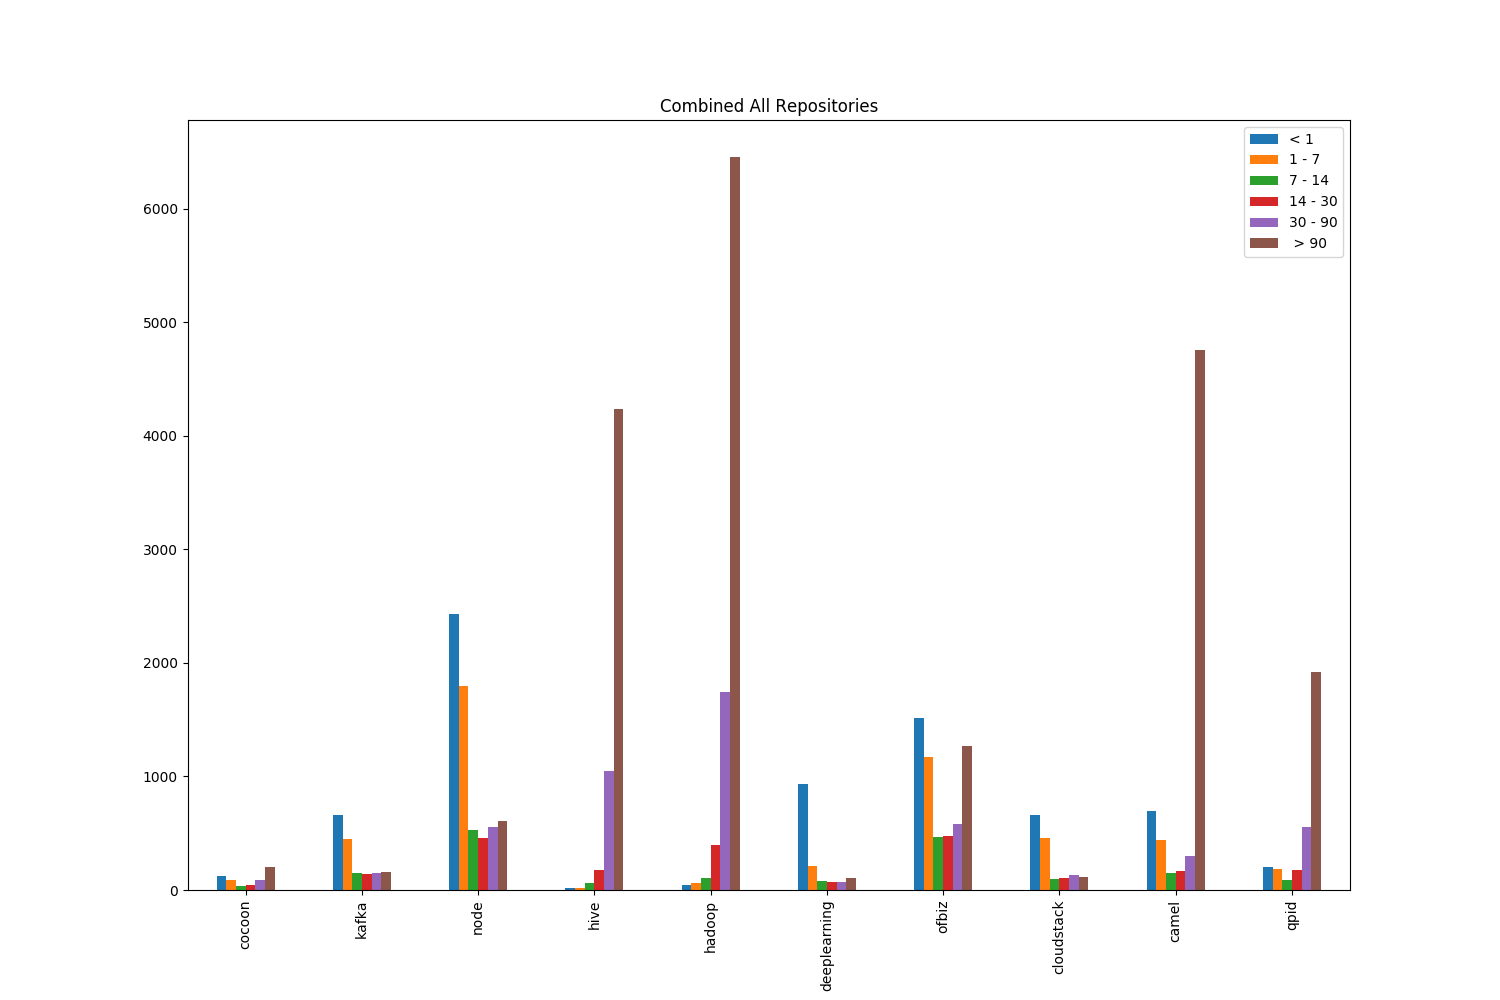 Combined All Repositories
< 1
1 - 7
7 - 14
14 - 30
30 - 90
> 90
6000
5000
4000
3000
2000
1000
0
cocoon
kafka
node
hive
hadoop
deeplearning
ofbiz
cloudstack
camel
qpid